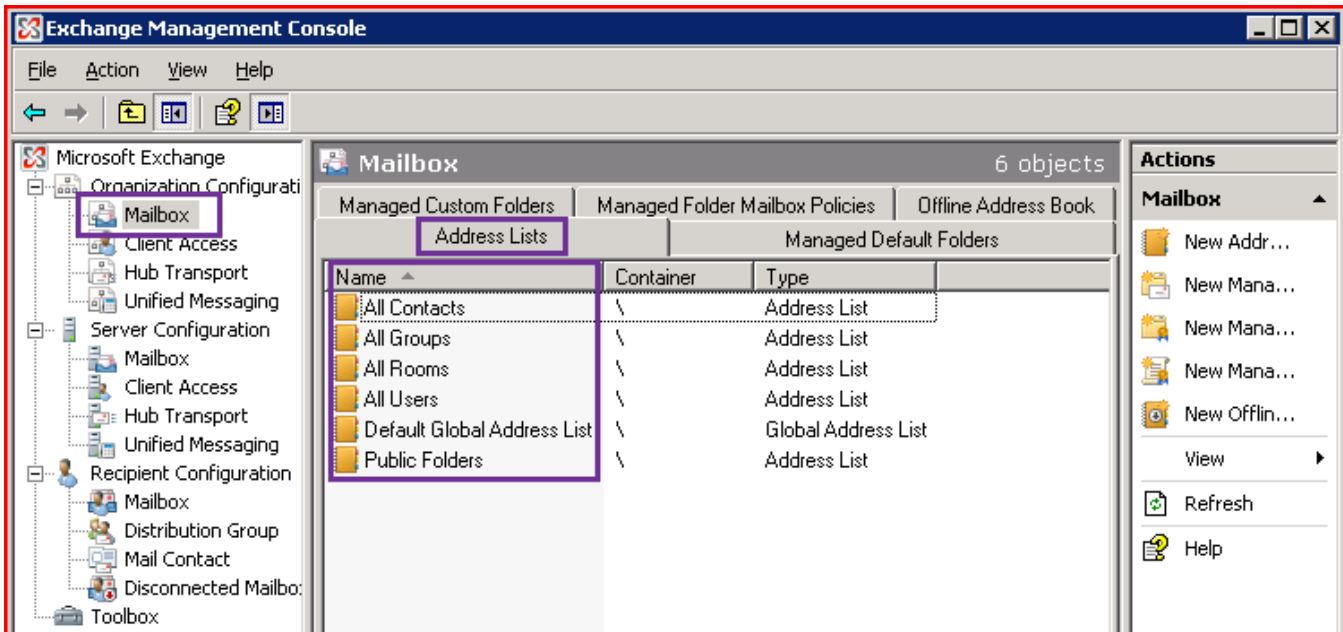 Exchange Management Console
File Action View Help
Microsoft Exchange
Organization Configurati
Mailbox
Client Access
Hub Transport
Unified Messaging
Server Configuration
Mailbox
Client Access
Hub Transport
Unified Messaging
Recipient Configuration
Mailbox
Distribution Group
Mail Contact
Disconnected Mailbo
Toolbox
Mailbox 6 objects
Managed Custom Folders Managed Folder Mailbox Policies Offline Address Book
Address Lists Managed Default Folders
Name Container Type
All Contacts \ Address List
All Groups \ Address List
All Rooms \ Address List
All Users \ Address List
Default Global Address List \ Global Address List
Public Folders \ Address List
Actions
Mailbox
New Addr...
New Mana...
New Mana...
New Mana...
New Offlin...
View
Refresh
Help